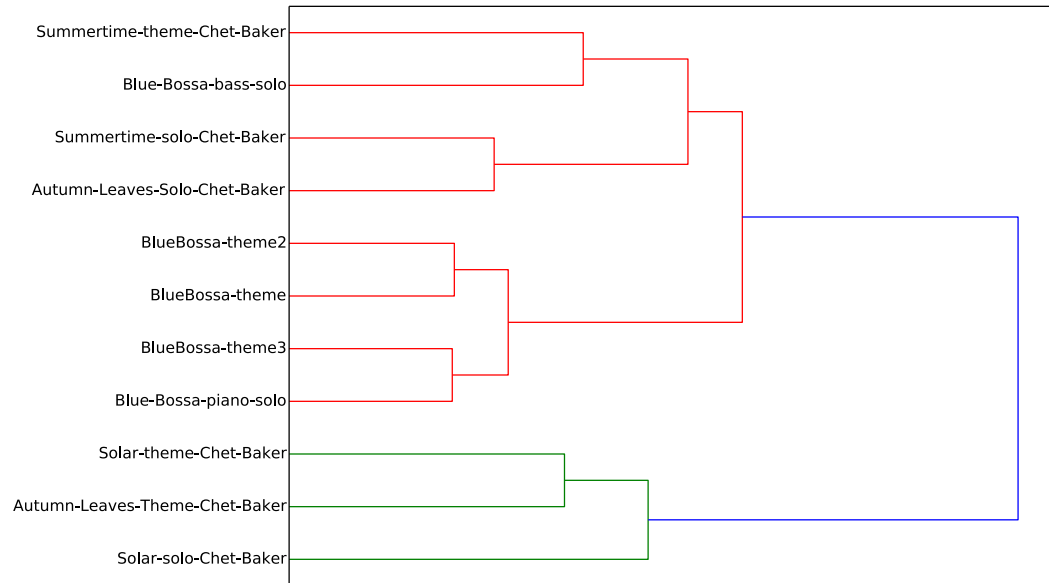 Summertime-theme-Chet-Baker
Blue-Bossa-bass-solo
Summertime-solo-Chet-Baker
Autumn-Leaves-Solo-Chet-Baker
BlueBossa-theme2
BlueBossa-theme
BlueBossa-theme3
Blue-Bossa-piano-solo
Solar-theme-Chet-Baker
Autumn-Leaves-Theme-Chet-Baker
Solar-solo-Chet-Baker